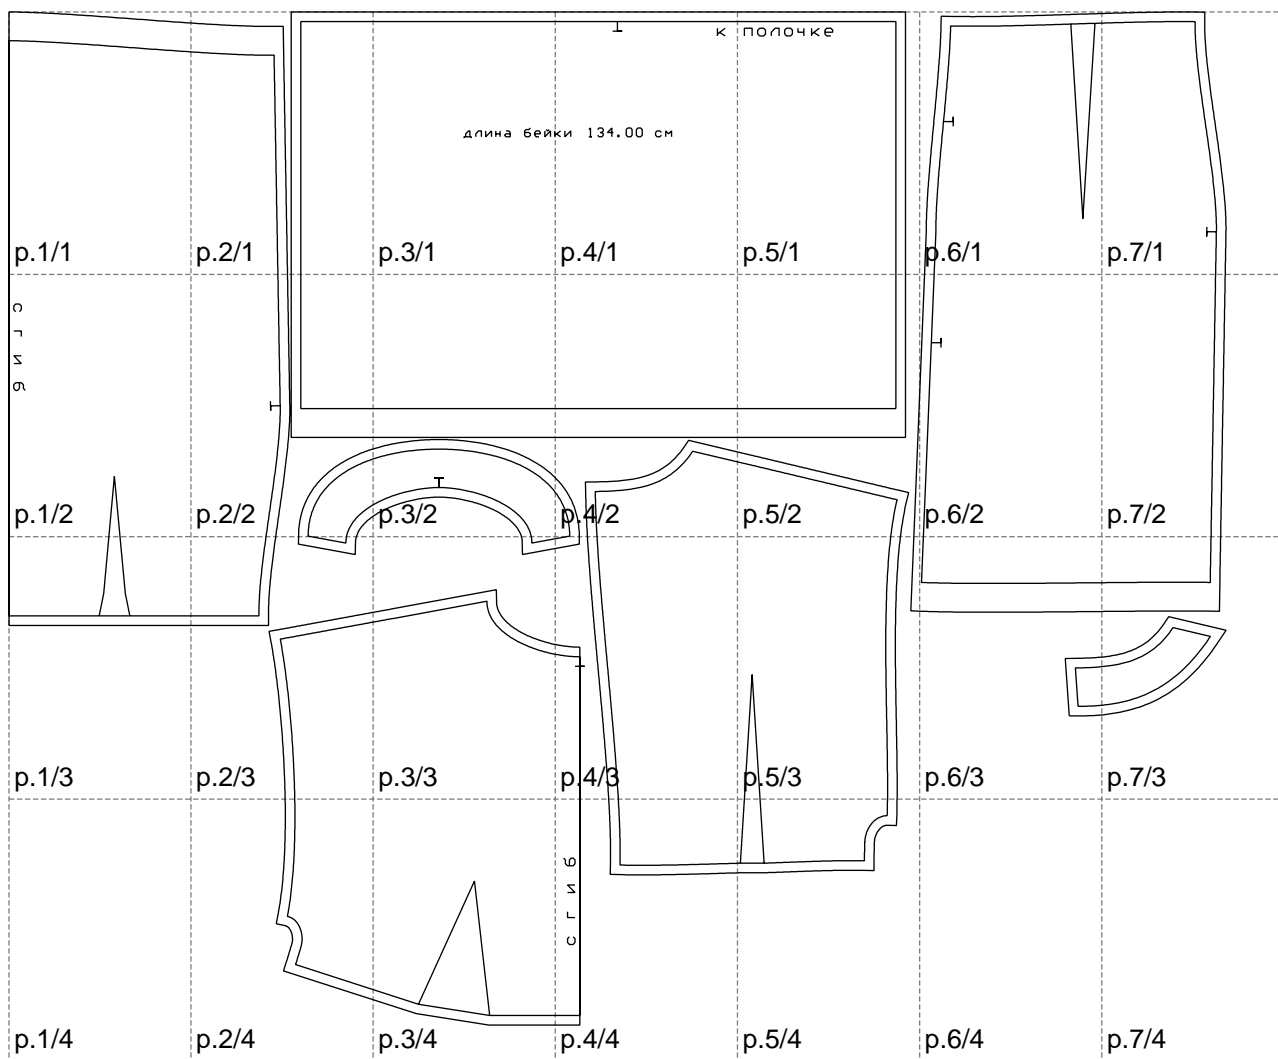 к полочке
длина бейки 134.00 см
p.1/1 p.2/1 p.3/1 p.4/1 p.5/1 p.6/1 p.7/1
сгиб
p.1/2 p.2/2 p.3/2 p.4/2 p.5/2 p.6/2 p.7/2
p.1/3 p.2/3 p.3/3 p.4/3 p.5/3 p.6/3 p.7/3
сгиб
p.1/4 p.2/4 p.3/4 p.4/4 p.5/4 p.6/4 p.7/4